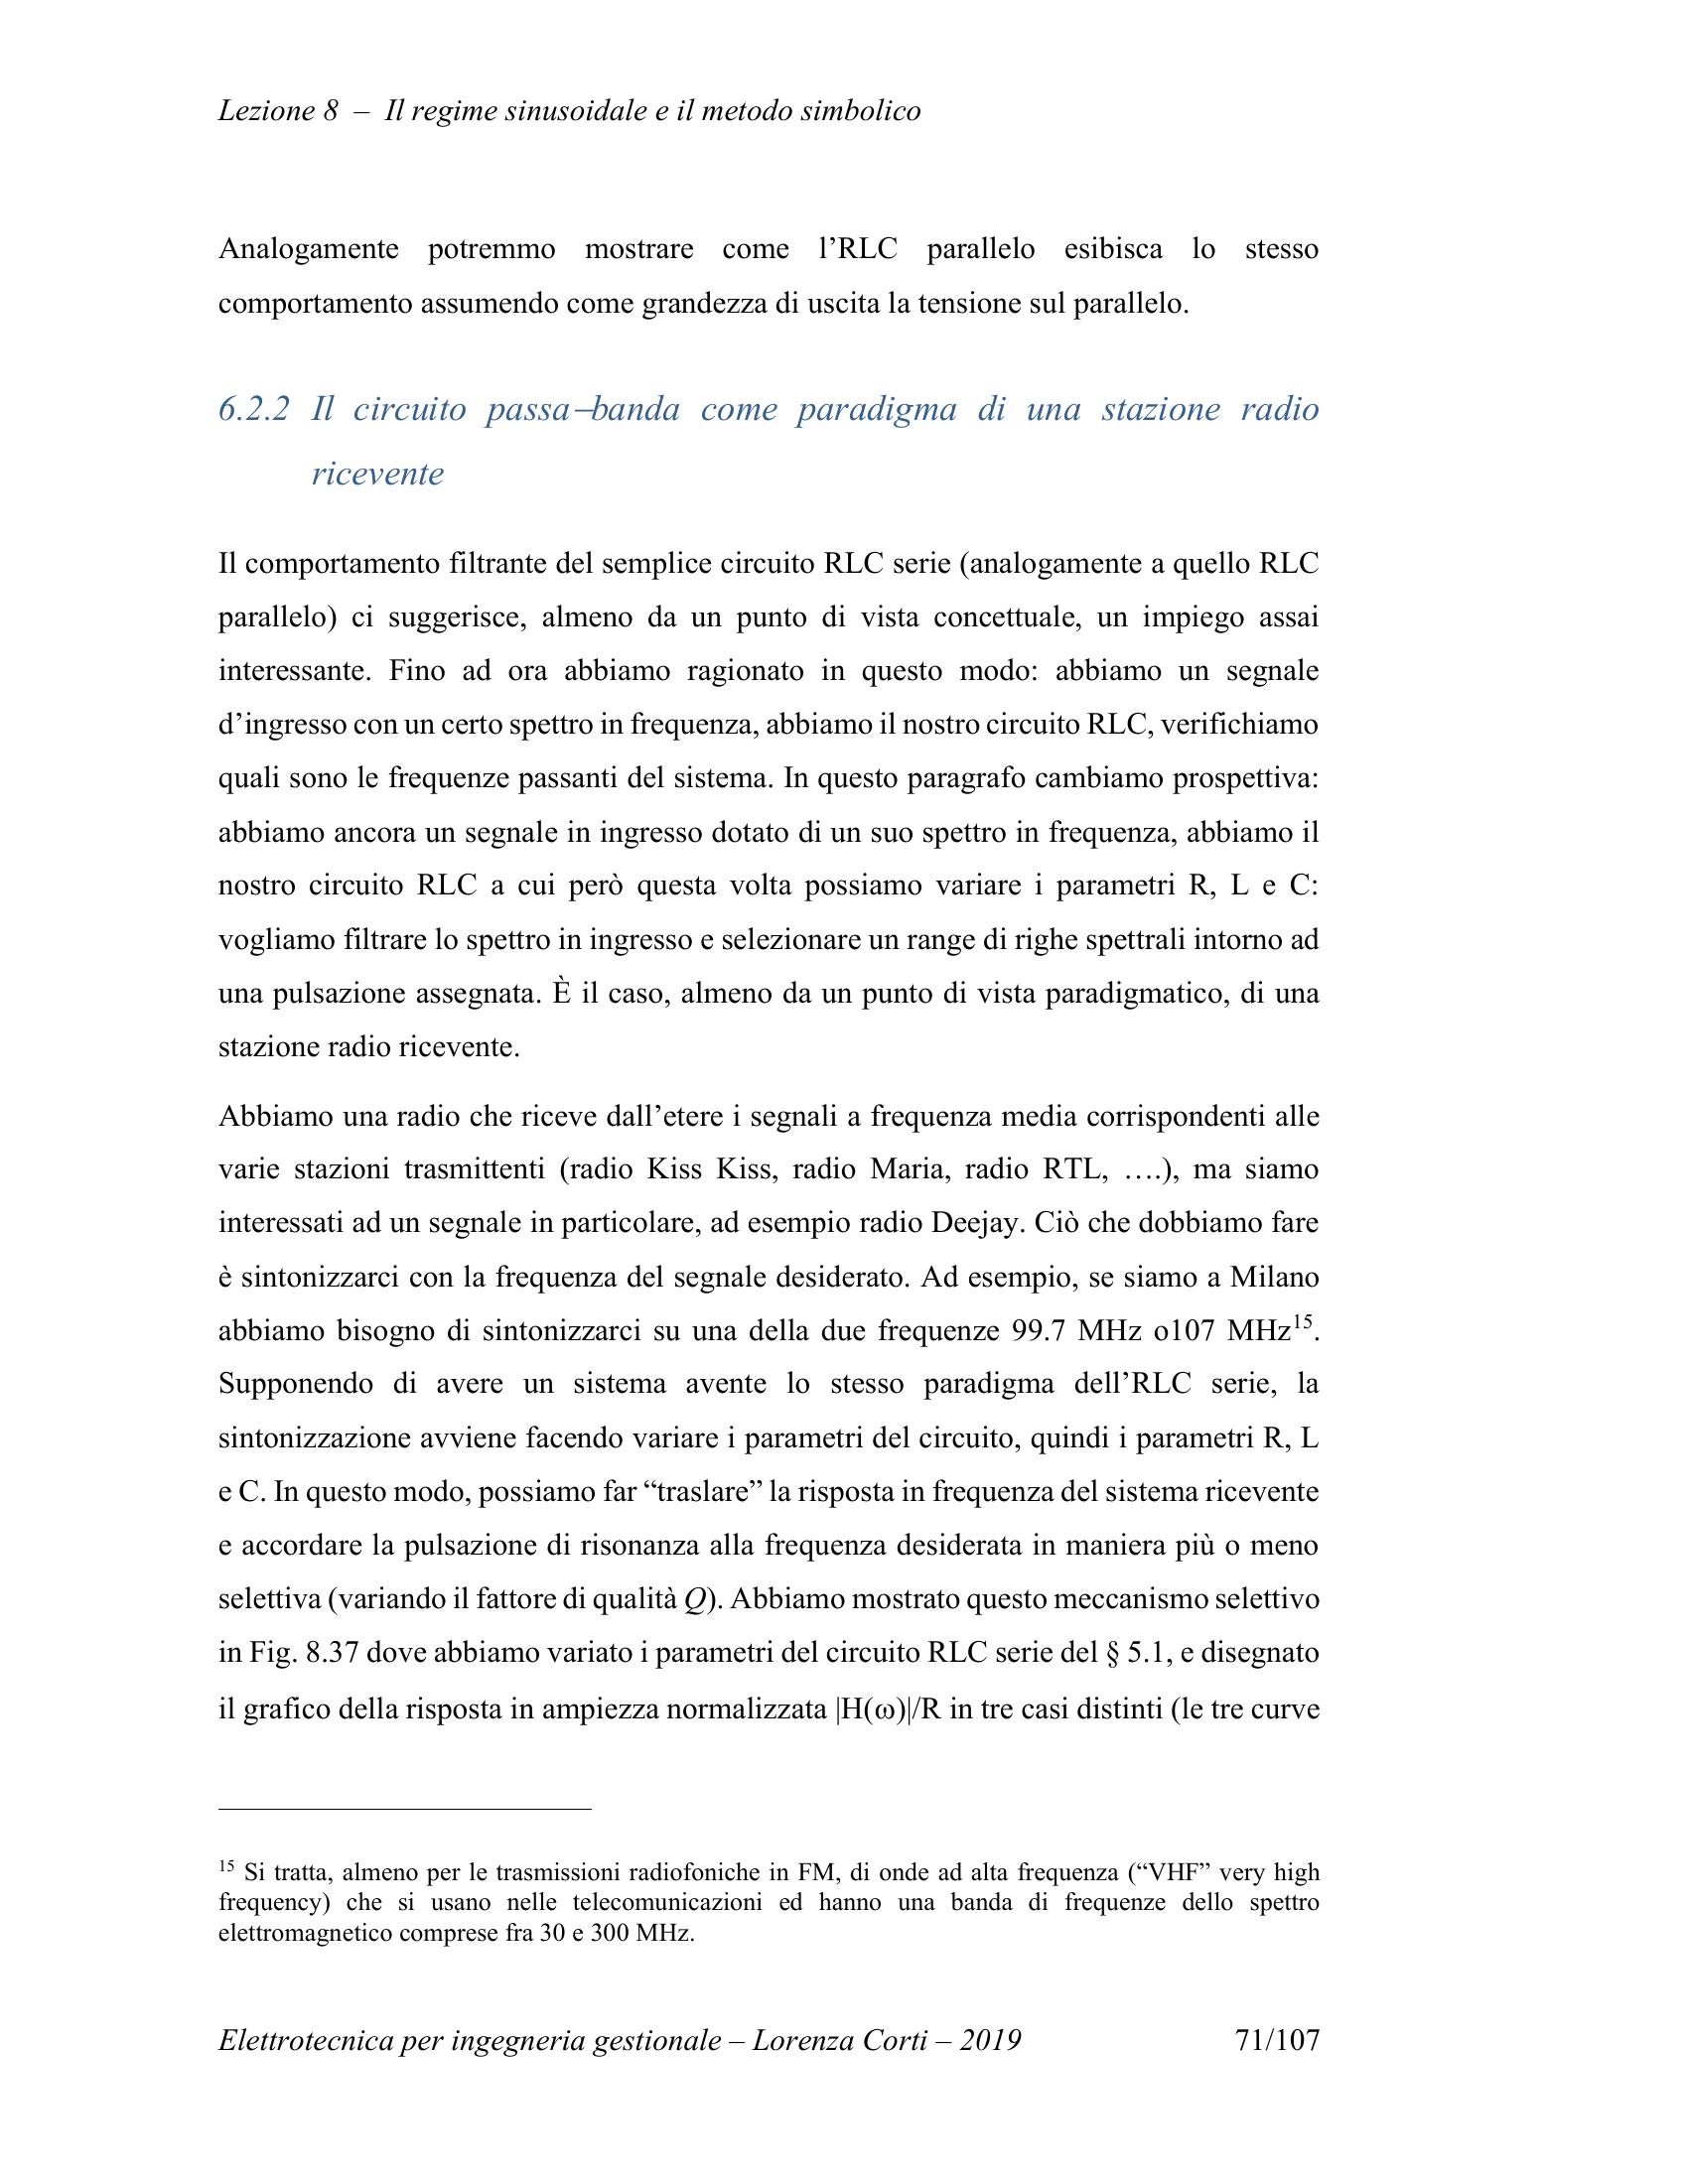 Lezione 8 – Il regime sinusoidale e il metodo simbolico
Analogamente potremmo mostrare come l’RLC parallelo esibisca lo stesso
comportamento assumendo come grandezza di uscita la tensione sul parallelo.
6.2.2 Il circuito passa–banda come paradigma di una stazione radio
ricevente
Il comportamento filtrante del semplice circuito RLC serie (analogamente a quello RLC
parallelo) ci suggerisce, almeno da un punto di vista concettuale, un impiego assai
interessante. Fino ad ora abbiamo ragionato in questo modo: abbiamo un segnale
d’ingresso con un certo spettro in frequenza, abbiamo il nostro circuito RLC, verifichiamo
quali sono le frequenze passanti del sistema. In questo paragrafo cambiamo prospettiva:
abbiamo ancora un segnale in ingresso dotato di un suo spettro in frequenza, abbiamo il
nostro circuito RLC a cui però questa volta possiamo variare i parametri R, L e C:
vogliamo filtrare lo spettro in ingresso e selezionare un range di righe spettrali intorno ad
una pulsazione assegnata. È il caso, almeno da un punto di vista paradigmatico, di una
stazione radio ricevente.
Abbiamo una radio che riceve dall’etere i segnali a frequenza media corrispondenti alle
varie stazioni trasmittenti (radio Kiss Kiss, radio Maria, radio RTL, ….), ma siamo
interessati ad un segnale in particolare, ad esempio radio Deejay. Ciò che dobbiamo fare
è sintonizzarci con la frequenza del segnale desiderato. Ad esempio, se siamo a Milano
abbiamo bisogno di sintonizzarci su una della due frequenze 99.7 MHz o107 MHz15.
Supponendo di avere un sistema avente lo stesso paradigma dell’RLC serie, la
sintonizzazione avviene facendo variare i parametri del circuito, quindi i parametri R, L
e C. In questo modo, possiamo far “traslare” la risposta in frequenza del sistema ricevente
e accordare la pulsazione di risonanza alla frequenza desiderata in maniera più o meno
selettiva (variando il fattore di qualità Q). Abbiamo mostrato questo meccanismo selettivo
in Fig. 8.37 dove abbiamo variato i parametri del circuito RLC serie del § 5.1, e disegnato
il grafico della risposta in ampiezza normalizzata |H(ω)|/R in tre casi distinti (le tre curve
15 Si tratta, almeno per le trasmissioni radiofoniche in FM, di onde ad alta frequenza (“VHF” very high
frequency) che si usano nelle telecomunicazioni ed hanno una banda di frequenze dello spettro
elettromagnetico comprese fra 30 e 300 MHz.
Elettrotecnica per ingegneria gestionale – Lorenza Corti – 2019 71/107